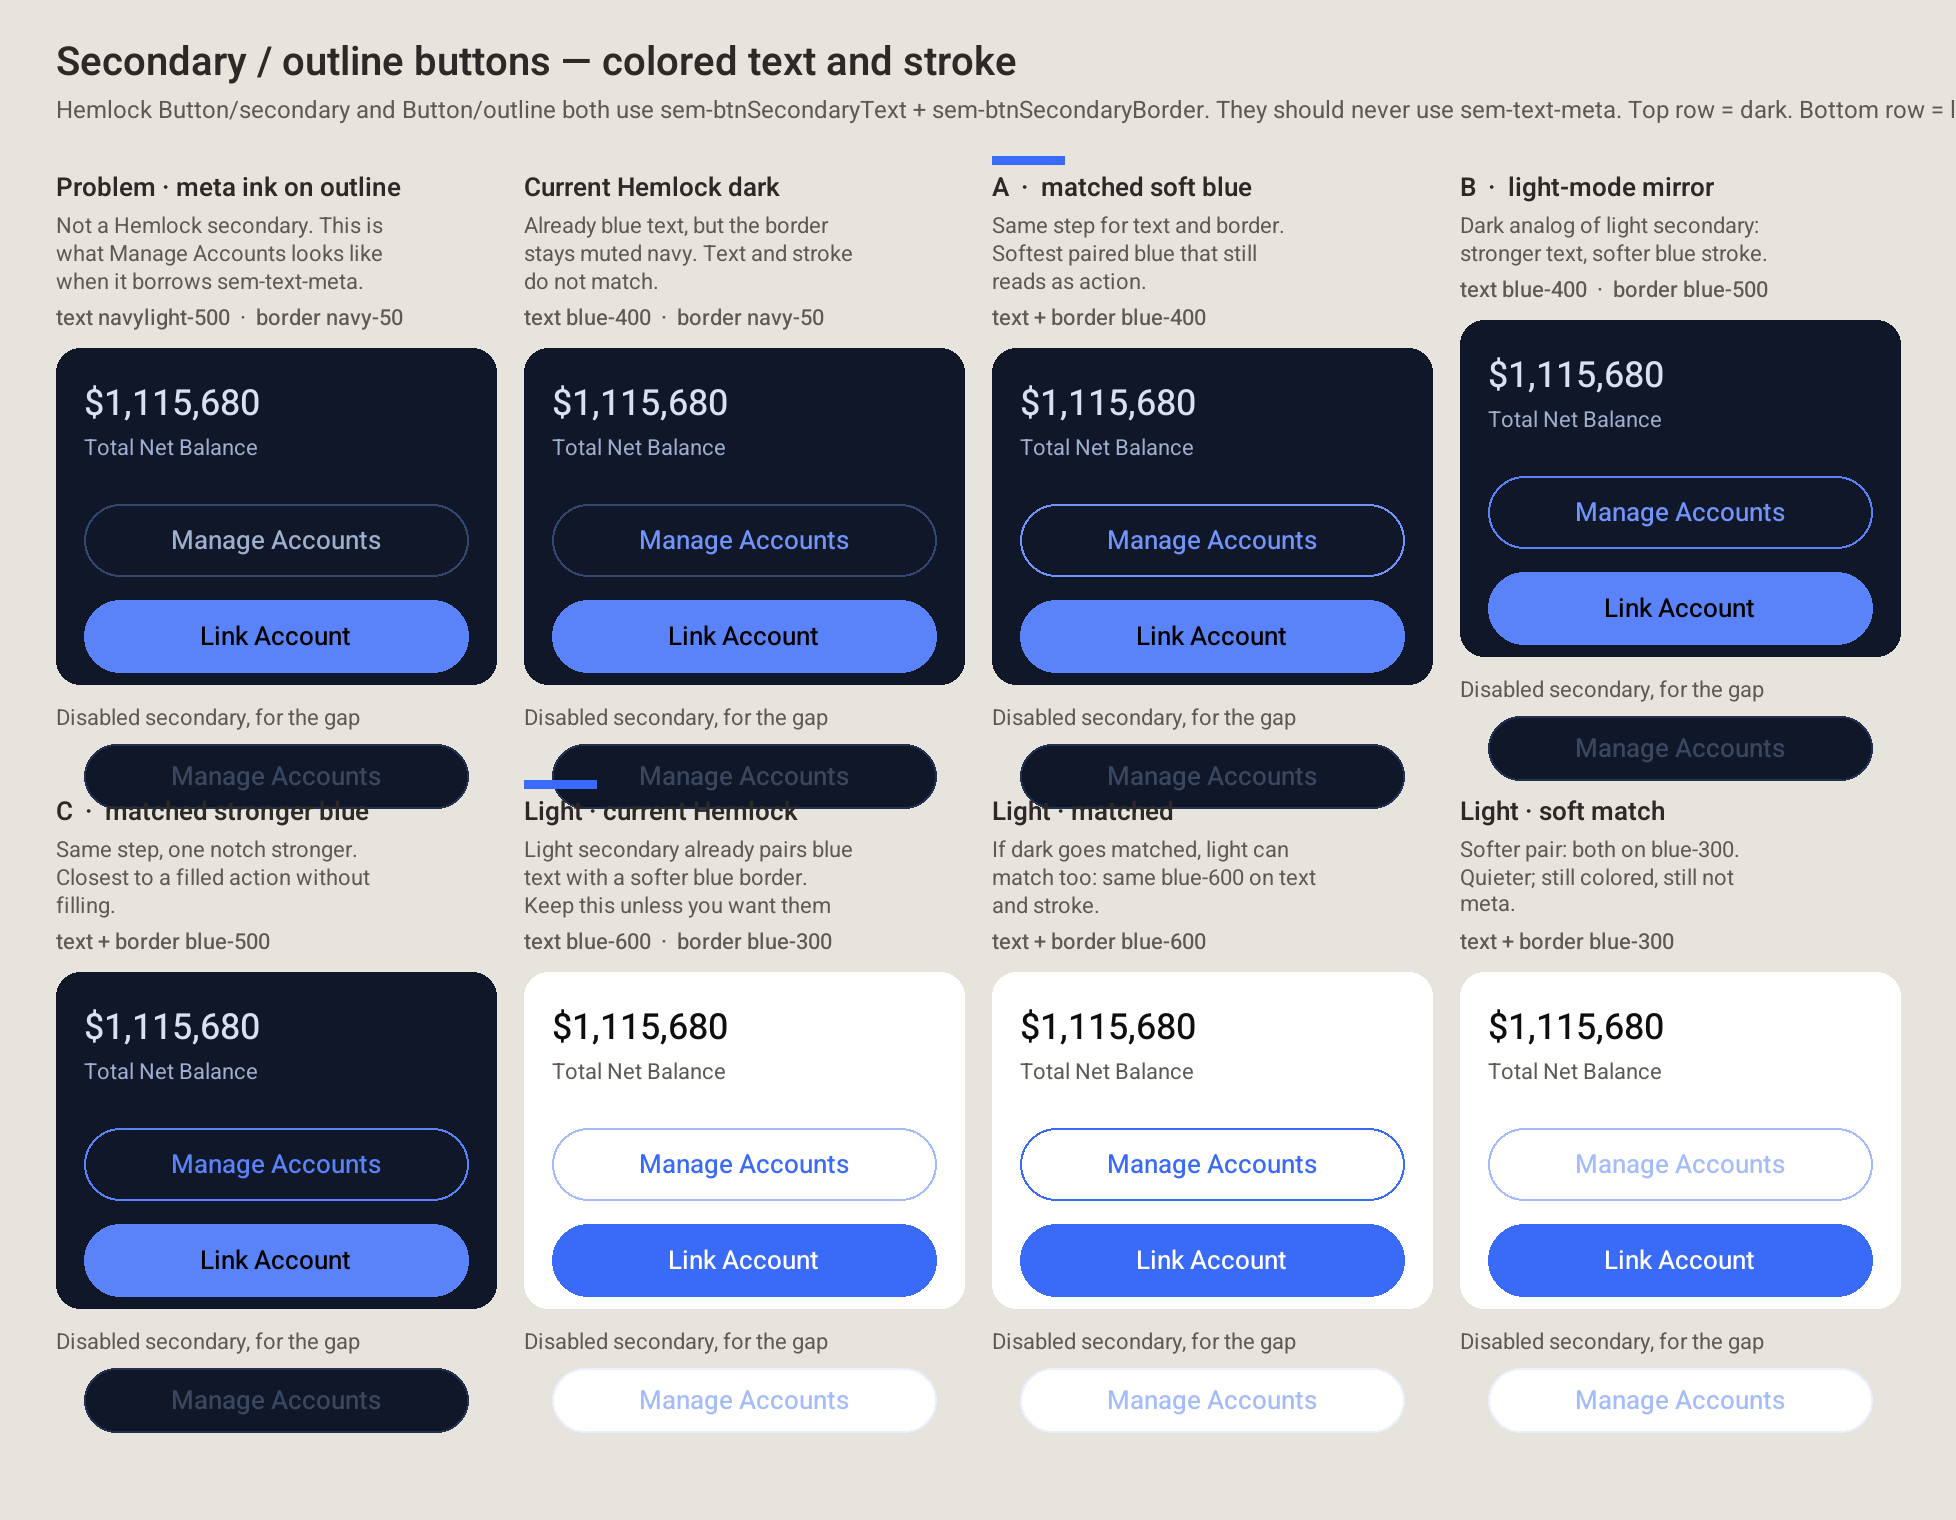 Secondary / outline buttons — colored text and stroke
Hemlock Button/secondary and Button/outline both use sem-btnSecondaryText + sem-btnSecondaryBorder. They should never use sem-text-meta. Top row = dark. Bottom row = l
Problem · meta ink on outline
Not a Hemlock secondary. This is
what Manage Accounts looks like
when it borrows sem-text-meta.
text navylight-500 · border navy-50
$1,115,680
Total Net Balance
Manage Accounts
Link Account
Disabled secondary, for the gap
Manage Accounts
Current Hemlock dark
Already blue text, but the border
stays muted navy. Text and stroke
do not match.
text blue-400 · border navy-50
$1,115,680
Total Net Balance
Manage Accounts
Link Account
Disabled secondary, for the gap
Manage Accounts
A · matched soft blue
Same step for text and border.
Softest paired blue that still
reads as action.
text + border blue-400
$1,115,680
Total Net Balance
Manage Accounts
Link Account
Disabled secondary, for the gap
Manage Accounts
B · light-mode mirror
Dark analog of light secondary:
stronger text, softer blue stroke.
text blue-400 · border blue-500
$1,115,680
Total Net Balance
Manage Accounts
Link Account
Disabled secondary, for the gap
Manage Accounts
C · matched stronger blue
Same step, one notch stronger.
Closest to a filled action without
filling.
text + border blue-500
$1,115,680
Total Net Balance
Manage Accounts
Link Account
Disabled secondary, for the gap
Manage Accounts
Light · current Hemlock
Light secondary already pairs blue
text with a softer blue border.
Keep this unless you want them
text blue-600 · border blue-300
$1,115,680
Total Net Balance
Manage Accounts
Link Account
Disabled secondary, for the gap
Manage Accounts
Light · matched
If dark goes matched, light can
match too: same blue-600 on text
and stroke.
text + border blue-600
$1,115,680
Total Net Balance
Manage Accounts
Link Account
Disabled secondary, for the gap
Manage Accounts
Light · soft match
Softer pair: both on blue-300.
Quieter; still colored, still not
meta.
text + border blue-300
$1,115,680
Total Net Balance
Manage Accounts
Link Account
Disabled secondary, for the gap
Manage Accounts